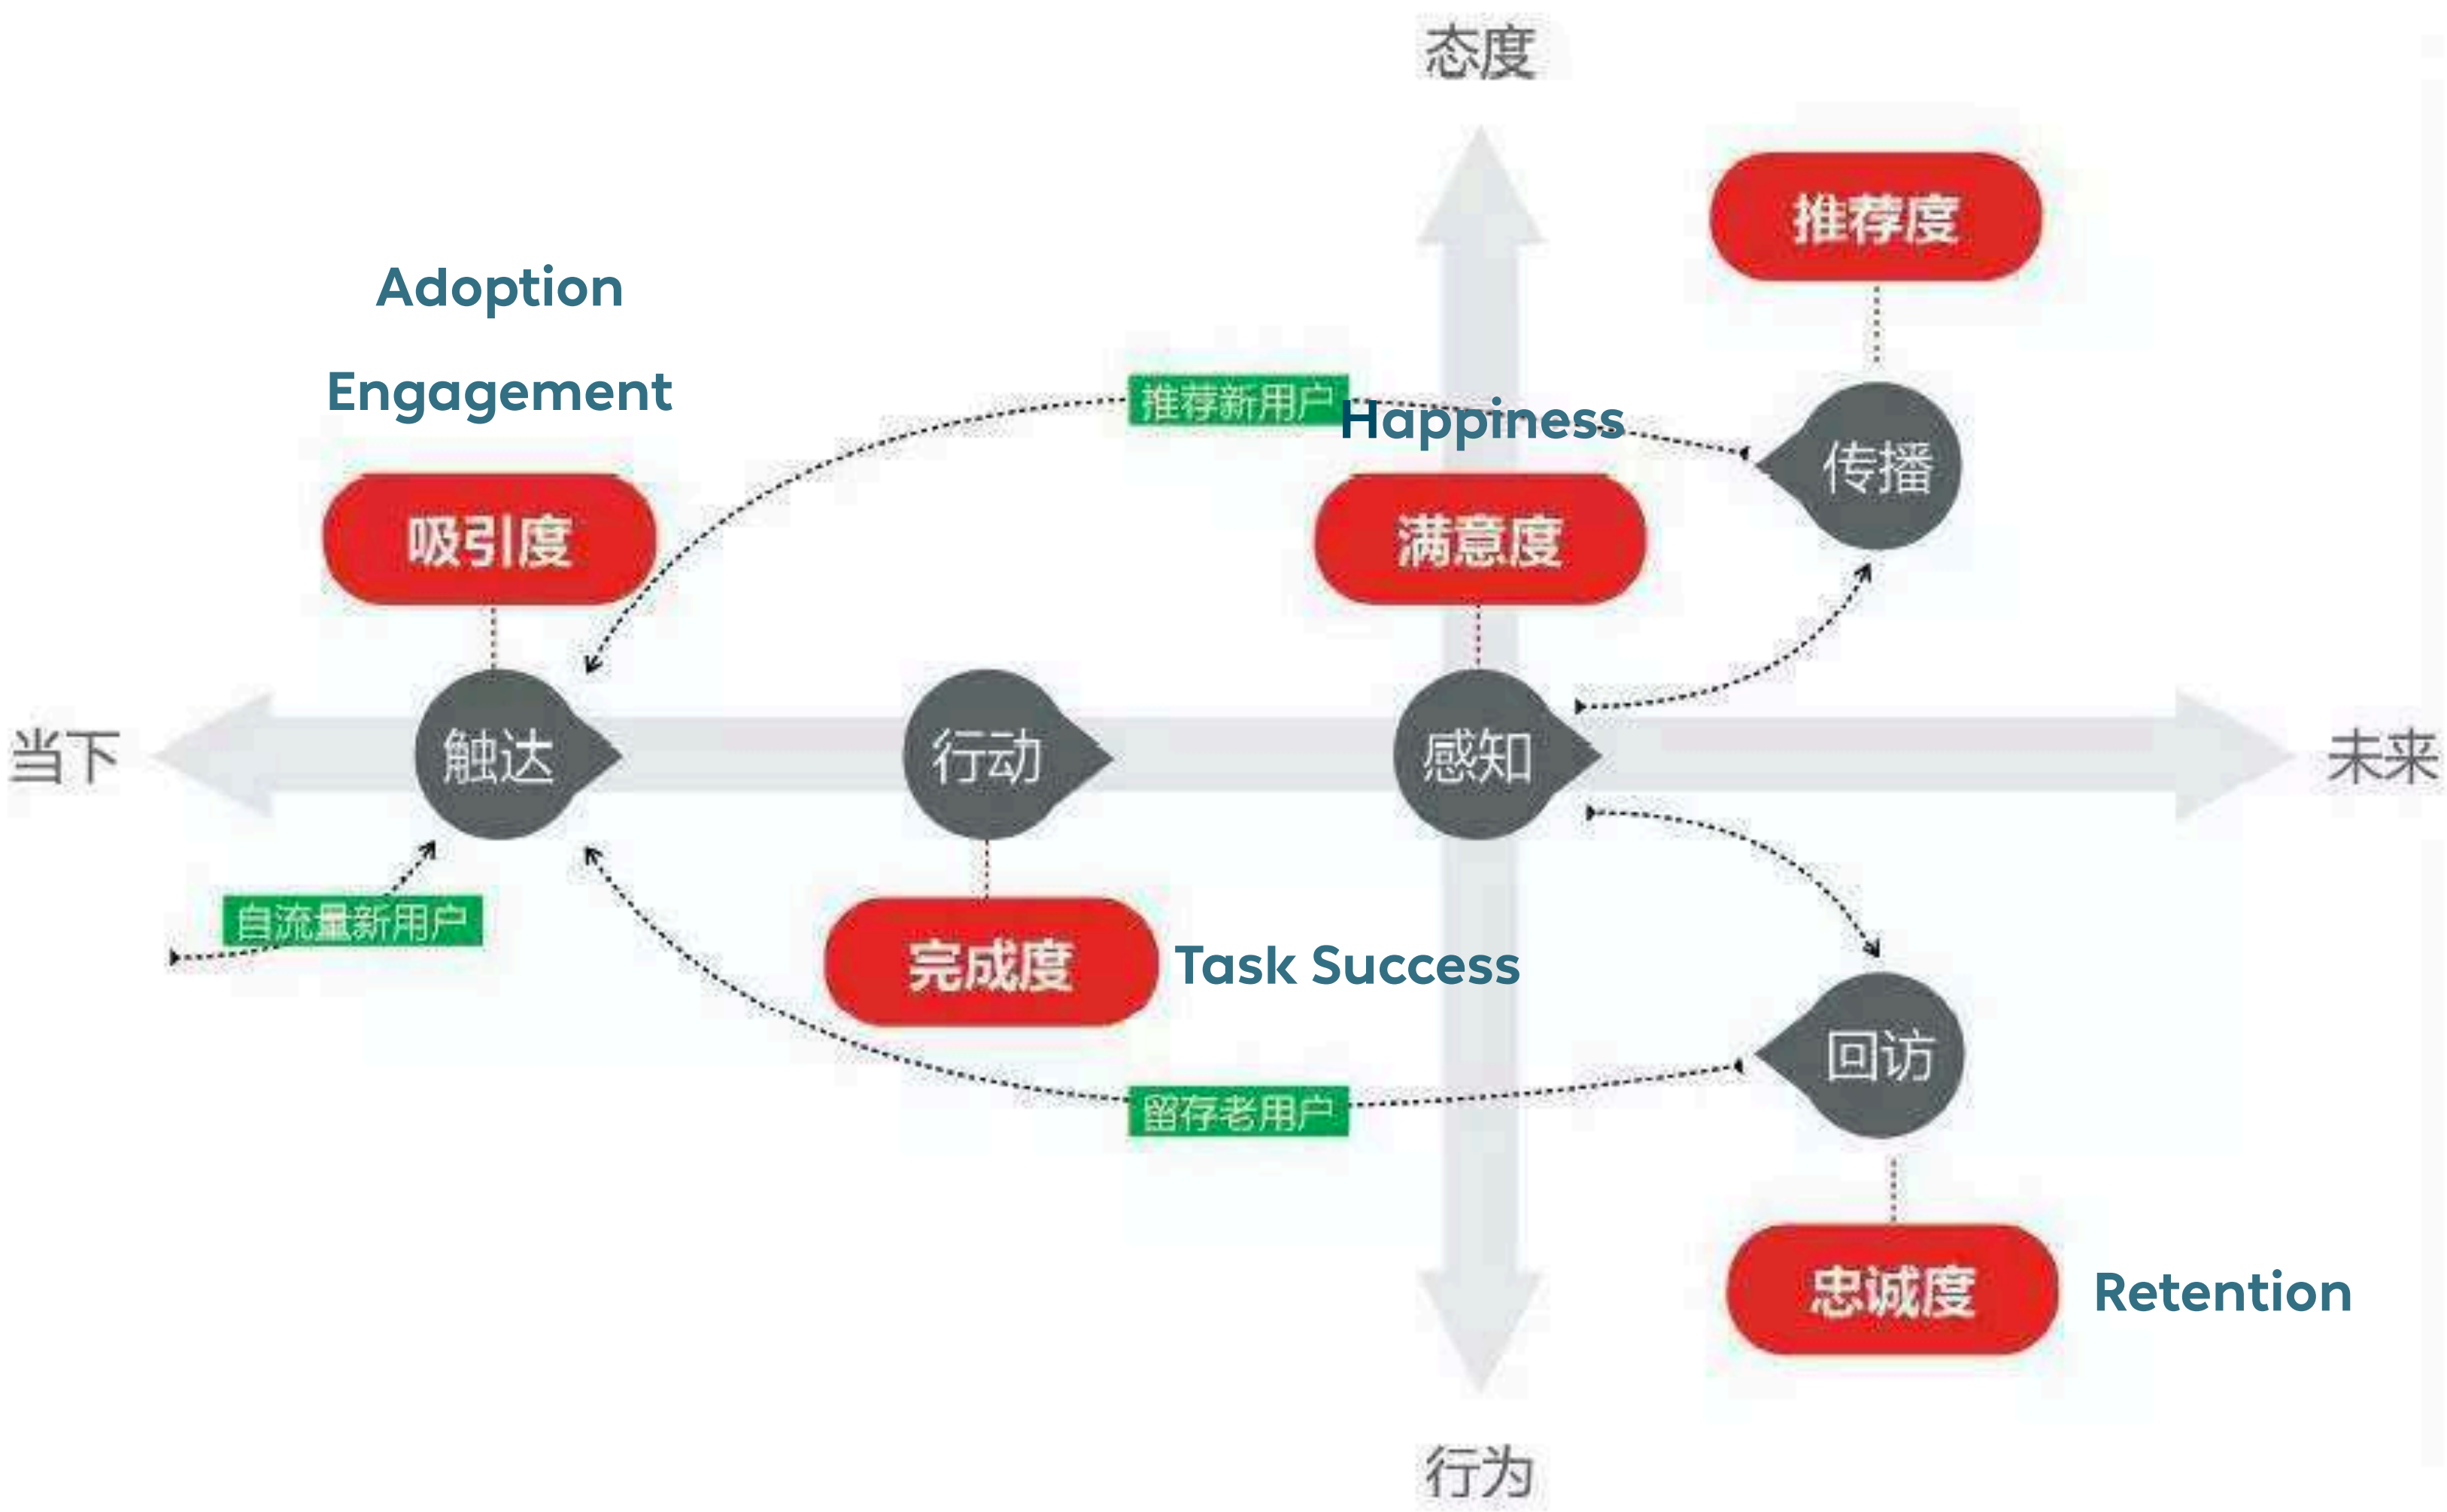 态度
推荐度
Adoption
Engagement
推荐新用户
Happiness
传播
吸引度
满意度
当下
触达
行动
感知
未来
自流量新用户
完成度
Task Success
回访
留存老用户
忠诚度
Retention
行为